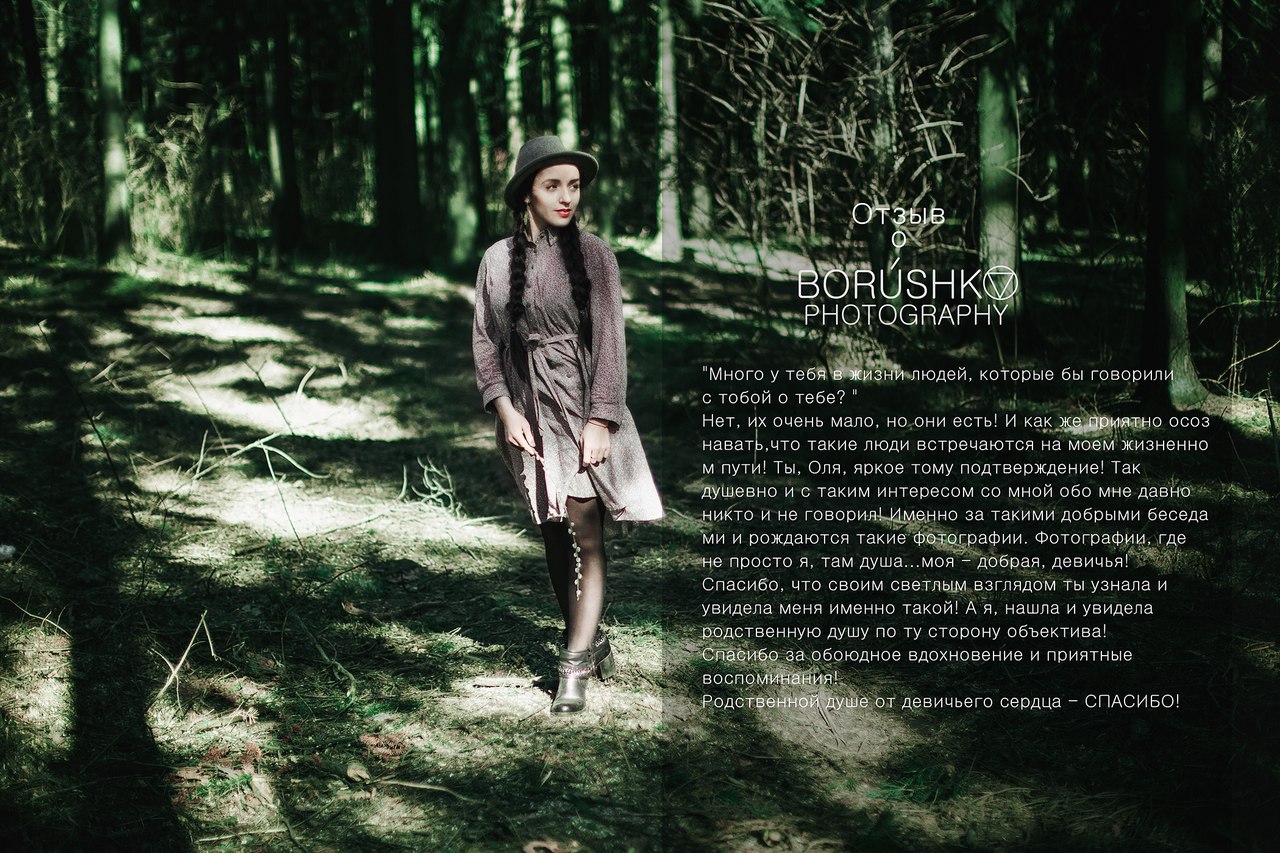 Отзыв
о
BORÚSHKO
PHOTOGRAPHY
"Много у тебя в жизни людей, которые бы говорили
с тобой о тебе? "
Нет, их очень мало, но они есть! И как же приятно осоз
навать,что такие люди встречаются на моем жизненно
м пути! Ты, Оля, яркое тому подтверждение! Так
душевно и с таким интересом со мной обо мне давно
никто и не говорил! Именно за такими добрыми беседа
ми и рождаются такие фотографии. Фотографии, где
не просто я, там душа...моя – добрая, девичья!
Спасибо, что своим светлым взглядом ты узнала и
увидела меня именно такой! А я, нашла и увидела
родственную душу по ту сторону объектива!
Спасибо за обоюдное вдохновение и приятные
воспоминания!
Родственной душе от девичьего сердца – СПАСИБО!